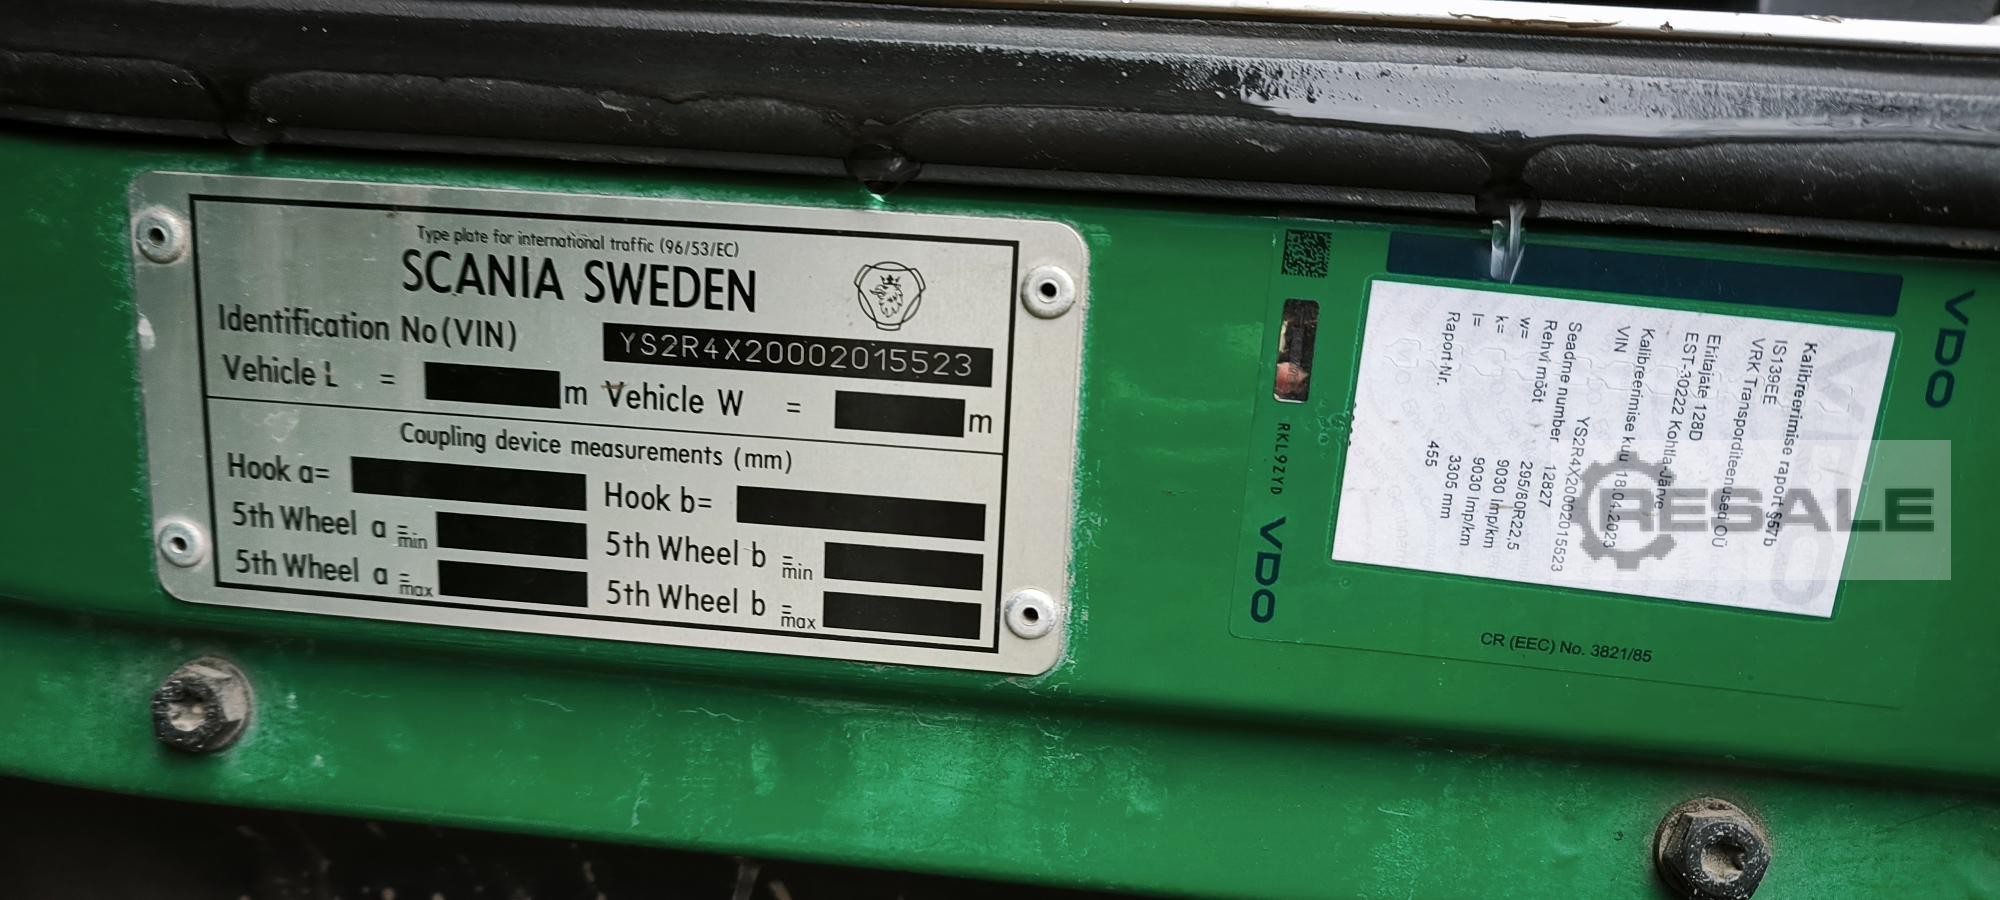 Type plate for international traffic (96/53/EC)
SCANIA SWEDEN
Identification No (VIN) YS2R4X20002015523
Vehicle L = m Vehicle W = m
Coupling device measurements (mm)
Hook a= Hook b=
5th Wheel a = min 5th Wheel b = min
5th Wheel a = max 5th Wheel b = max
VDO
Kalibreerimise raport §57b
IS139EE
VRK Transporditeenused OÜ
Ehitajate 128D
EST-30222 Kohtla-Järve
Kalibreerimise kuu 18.04.2023
VIN YS2R4X20002015523
Seadme number 12827
Rehvi mõõt 295/80R22,5
w= 9030 Imp/km
k= 9030 Imp/km
l= 3305 mm
Raport Nr. 455
RKL9ZYD
VDO
CR (EEC) No. 3821/85
RESALE